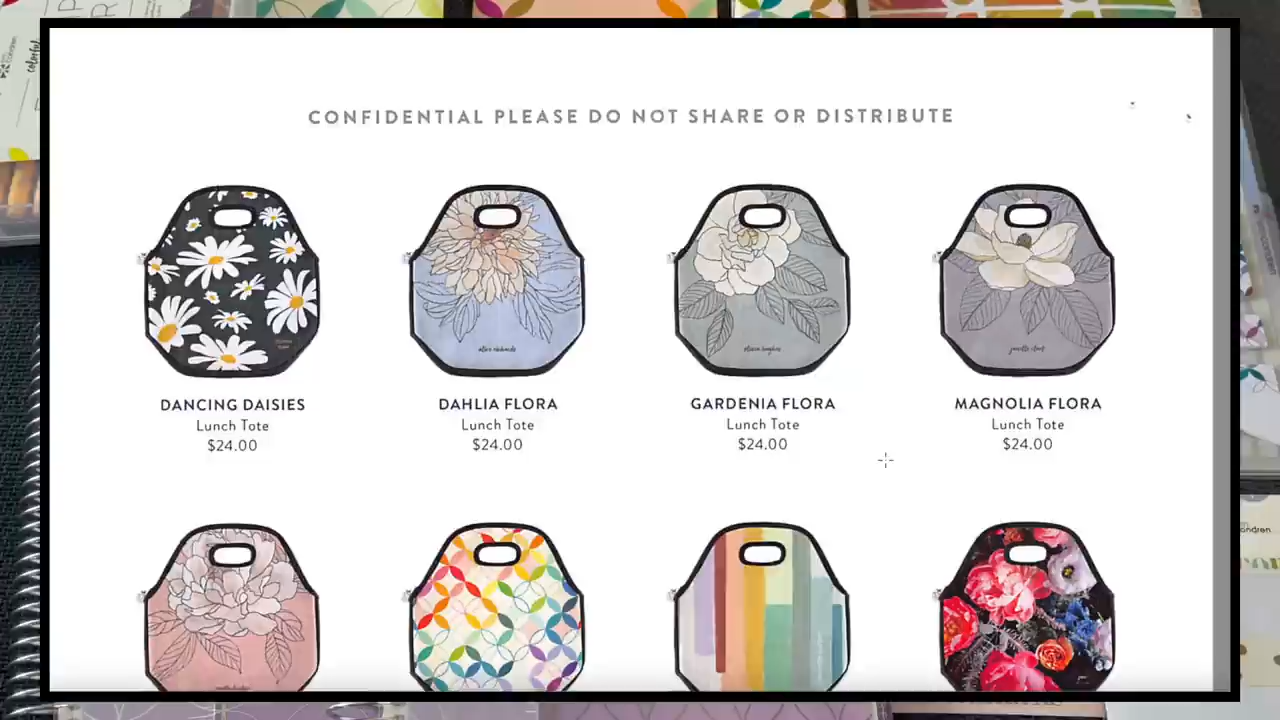 CONFIDENTIAL PLEASE DO NOT SHARE OR DISTRIBUTE
DANCING DAISIES
Lunch Tote
$24.00
DAHLIA FLORA
Lunch Tote
$24.00
GARDENIA FLORA
Lunch Tote
$24.00
MAGNOLIA FLORA
Lunch Tote
$24.00